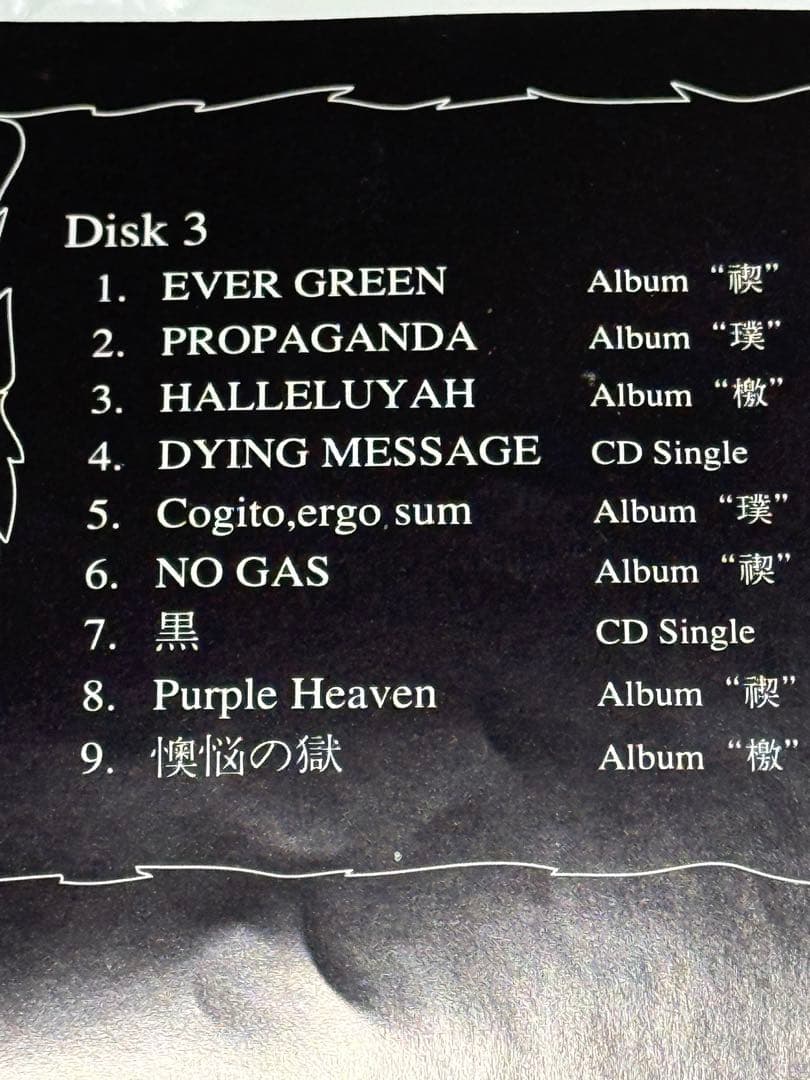 Disk 3
1. EVER GREEN Album “禊”
2. PROPAGANDA Album “璞”
3. HALLELUYAH Album “檄”
4. DYING MESSAGE CD Single
5. Cogito,ergo sum Album “璞”
6. NO GAS Album “禊”
7. 黒 CD Single
8. Purple Heaven Album “禊”
9. 懊悩の獄 Album “檄”